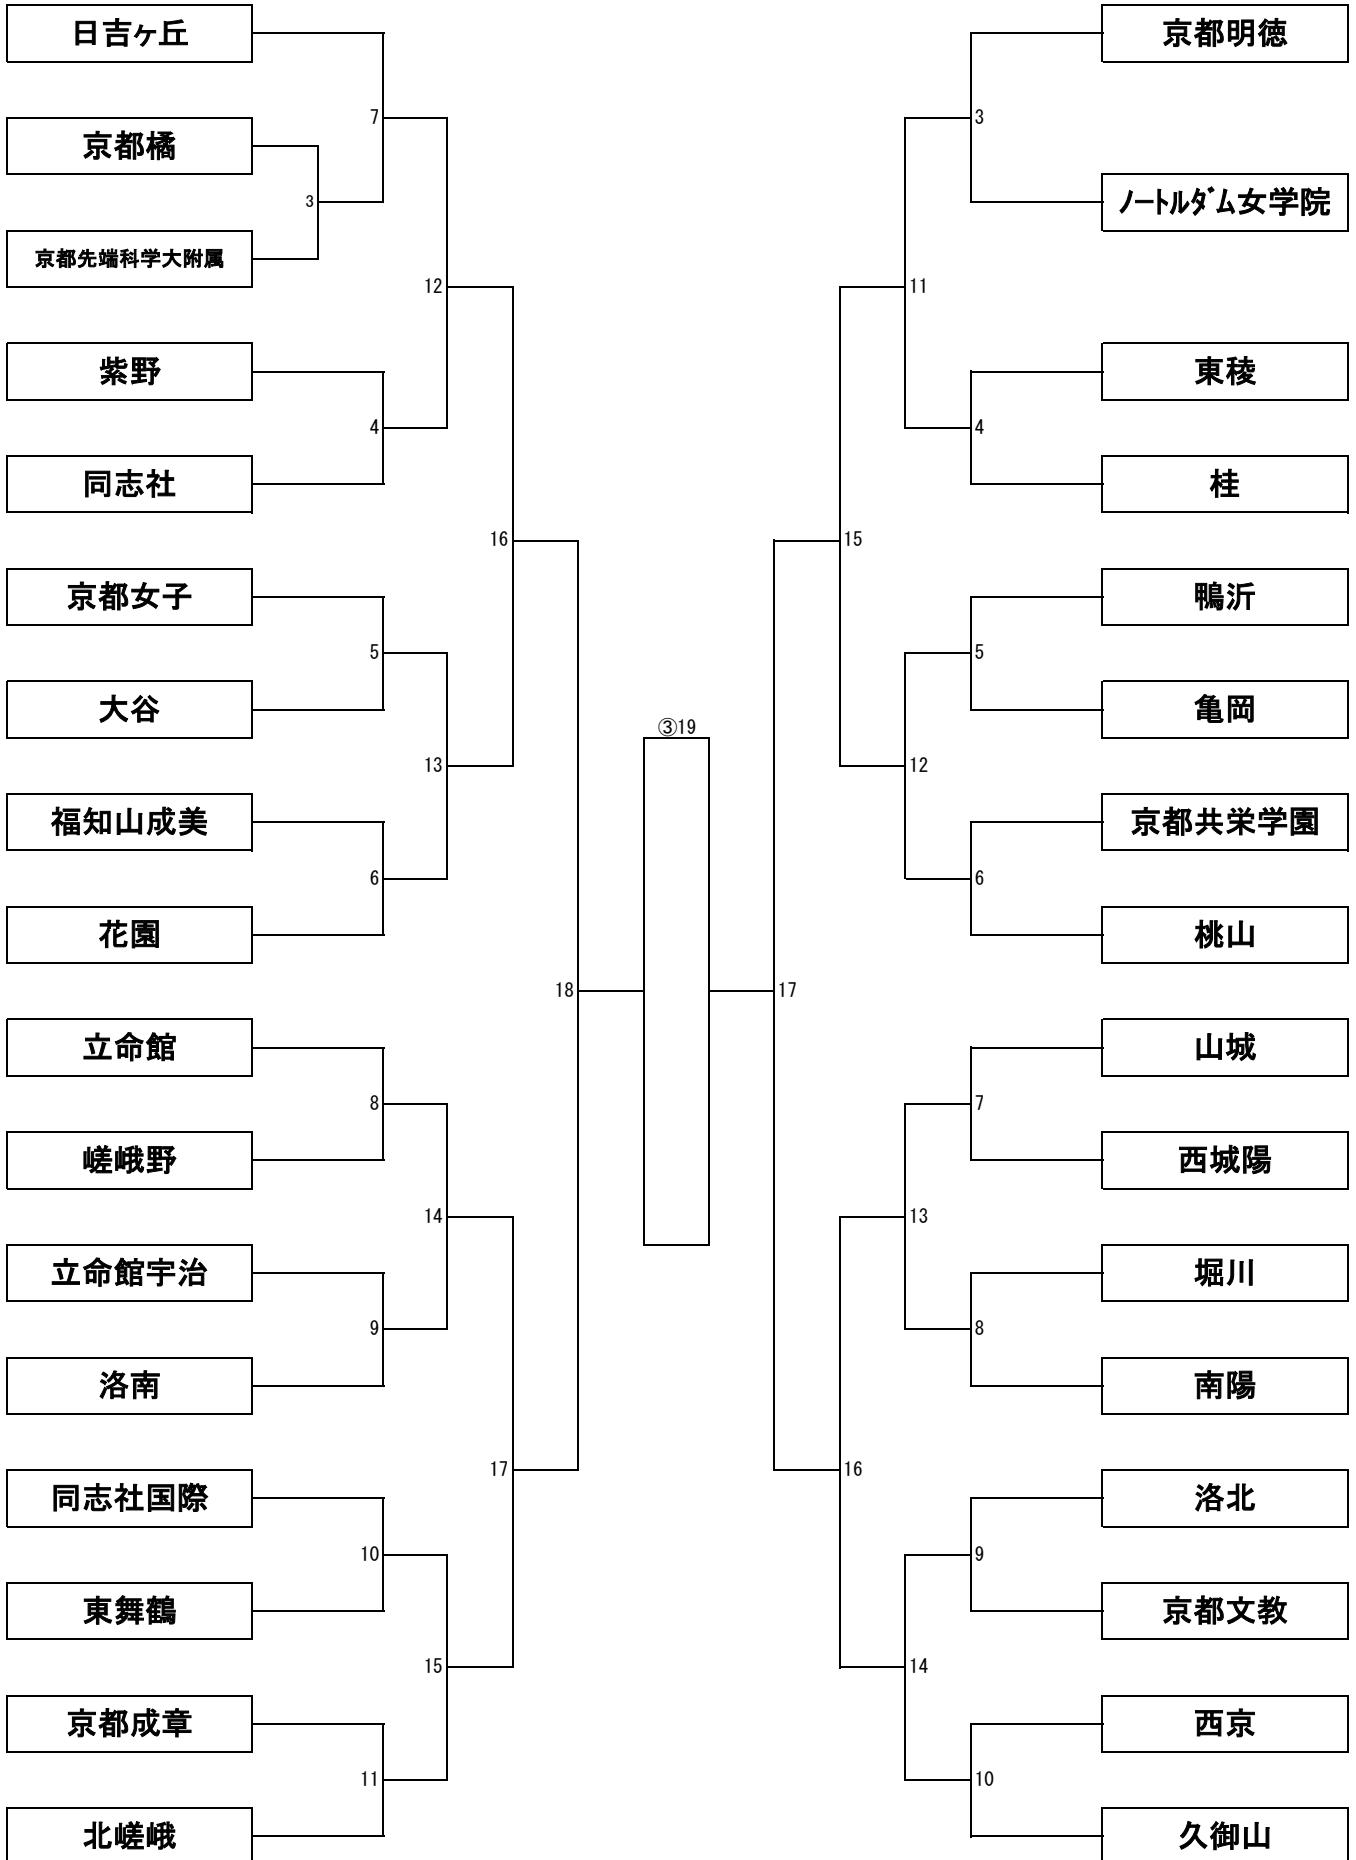 日吉ヶ丘
京都橘
京都先端科学大附属
紫野
同志社
京都女子
大谷
福知山成美
花園
立命館
嵯峨野
立命館宇治
洛南
同志社国際
東舞鶴
京都成章
北嵯峨
7
3
4
5
6
8
9
10
11
12
13
14
15
16
17
18
③19
17
15
16
11
12
13
14
3
4
5
6
7
8
9
10
京都明徳
ノートルダム女学院
東稜
桂
鴨沂
亀岡
京都共栄学園
桃山
山城
西城陽
堀川
南陽
洛北
京都文教
西京
久御山